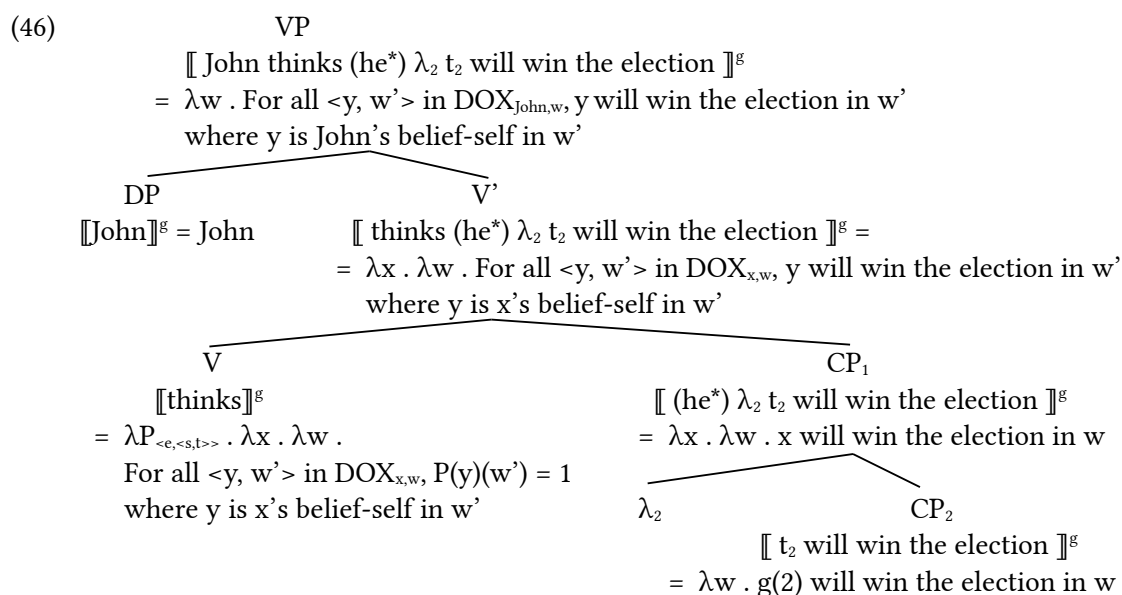 (46) VP
⟦ John thinks (he*) λ₂ t₂ will win the election ⟧ᵍ
= λw . For all <y, w’> in DOX_John,w, y will win the election in w’
where y is John’s belief-self in w’
DP V’
⟦John⟧ᵍ = John ⟦ thinks (he*) λ₂ t₂ will win the election ⟧ᵍ =
= λx . λw . For all <y, w’> in DOXₓ,w, y will win the election in w’
where y is x’s belief-self in w’
V CP₁
⟦thinks⟧ᵍ ⟦ (he*) λ₂ t₂ will win the election ⟧ᵍ
= λP<e,<s,t>> . λx . λw . = λx . λw . x will win the election in w
For all <y, w’> in DOXₓ,w, P(y)(w’) = 1
where y is x’s belief-self in w’ λ₂ CP₂
⟦ t₂ will win the election ⟧ᵍ
= λw . g(2) will win the election in w